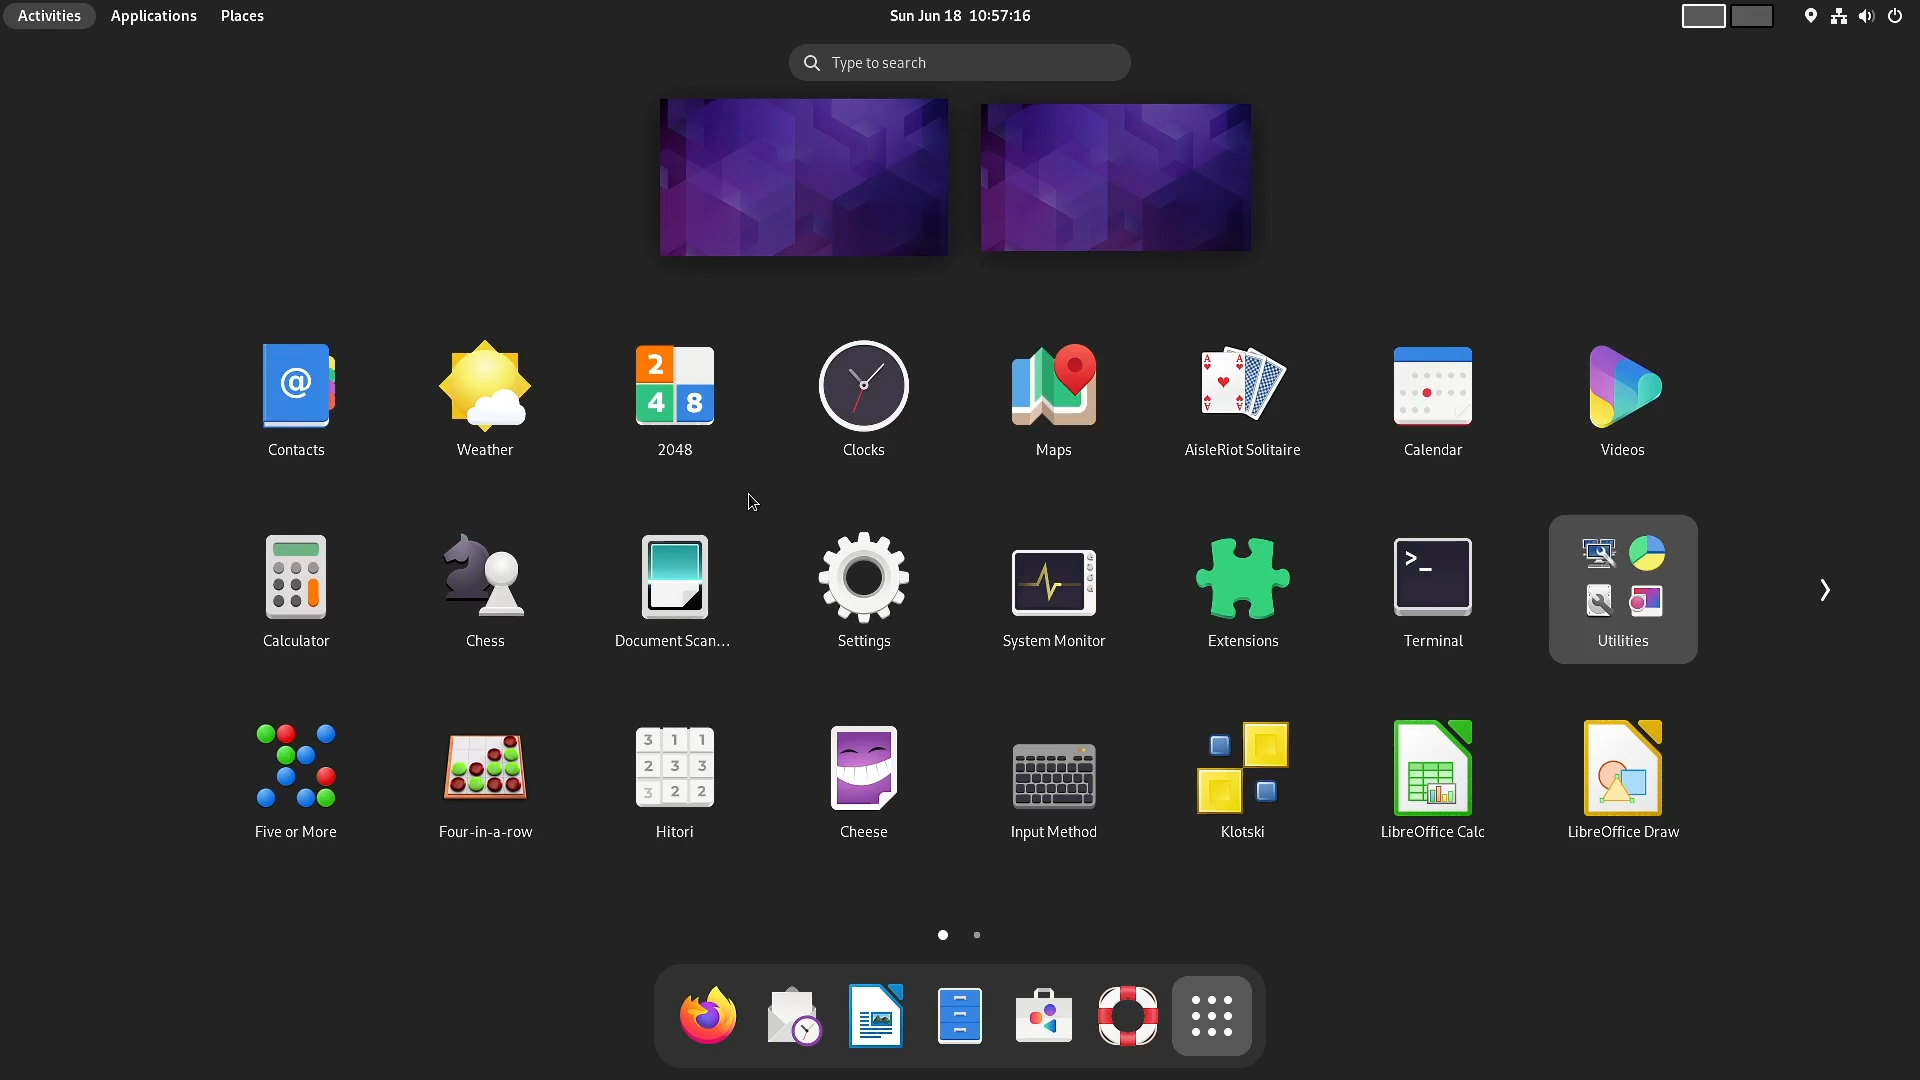 Activities Applications Places Sun Jun 18 10:57:16
Type to search
Contacts Weather 2048 Clocks Maps AisleRiot Solitaire Calendar Videos
Calculator Chess Document Scan... Settings System Monitor Extensions Terminal Utilities
Five or More Four-in-a-row Hitori Cheese Input Method Klotski LibreOffice Calc LibreOffice Draw